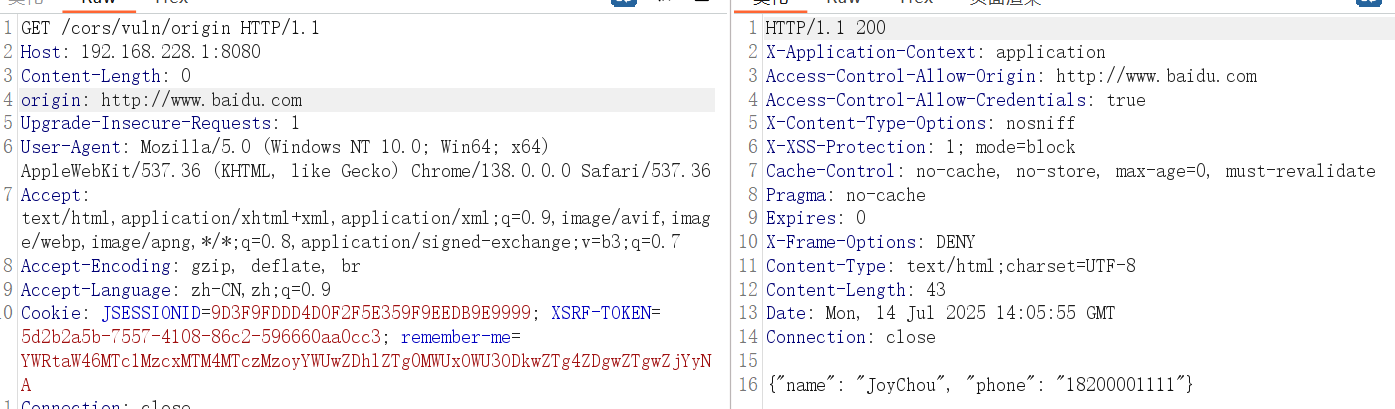 Raw
Hex
1 GET /cors/vuln/origin HTTP/1.1
2 Host: 192.168.228.1:8080
3 Content-Length: 0
4 origin: http://www.baidu.com
5 Upgrade-Insecure-Requests: 1
6 User-Agent: Mozilla/5.0 (Windows NT 10.0; Win64; x64)
AppleWebKit/537.36 (KHTML, like Gecko) Chrome/138.0.0.0 Safari/537.36
7 Accept:
text/html,application/xhtml+xml,application/xml;q=0.9,image/avif,imag
e/webp,image/apng,*/*;q=0.8,application/signed-exchange;v=b3;q=0.7
8 Accept-Encoding: gzip, deflate, br
9 Accept-Language: zh-CN,zh;q=0.9
0 Cookie: JSESSIONID=9D3F9FDDD4D0F2F5E359F9EEDB9E9999; XSRF-TOKEN=
5d2b2a5b-7557-4108-86c2-596660aa0cc3; remember-me=
YWRtaW46MTc1MzcxMTM4MTczMzoyYWUwZDhlZTg0MWUxOWU3ODkwZTg4ZDgwZTgwZjYyN
A
1 Connection: close
Raw
Hex
页面渲染
1 HTTP/1.1 200
2 X-Application-Context: application
3 Access-Control-Allow-Origin: http://www.baidu.com
4 Access-Control-Allow-Credentials: true
5 X-Content-Type-Options: nosniff
6 X-XSS-Protection: 1; mode=block
7 Cache-Control: no-cache, no-store, max-age=0, must-revalidate
8 Pragma: no-cache
9 Expires: 0
10 X-Frame-Options: DENY
11 Content-Type: text/html;charset=UTF-8
12 Content-Length: 43
13 Date: Mon, 14 Jul 2025 14:05:55 GMT
14 Connection: close
15
16 {"name": "JoyChou", "phone": "18200001111"}